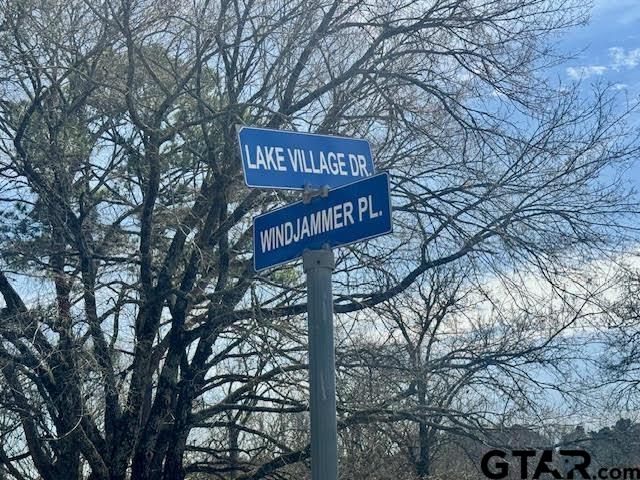 LAKE VILLAGE DR.
WINDJAMMER PL.
GTAR.com